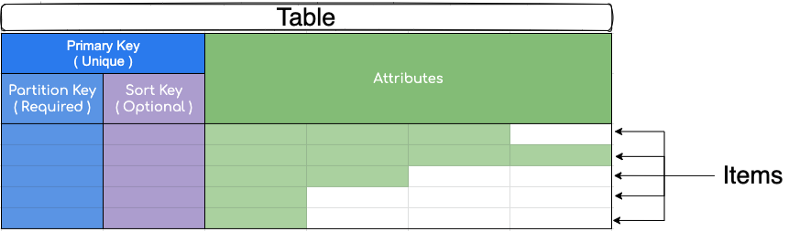 Table
Primary Key
( Unique )
Attributes
Partition Key
( Required )
Sort Key
( Optional )
Items